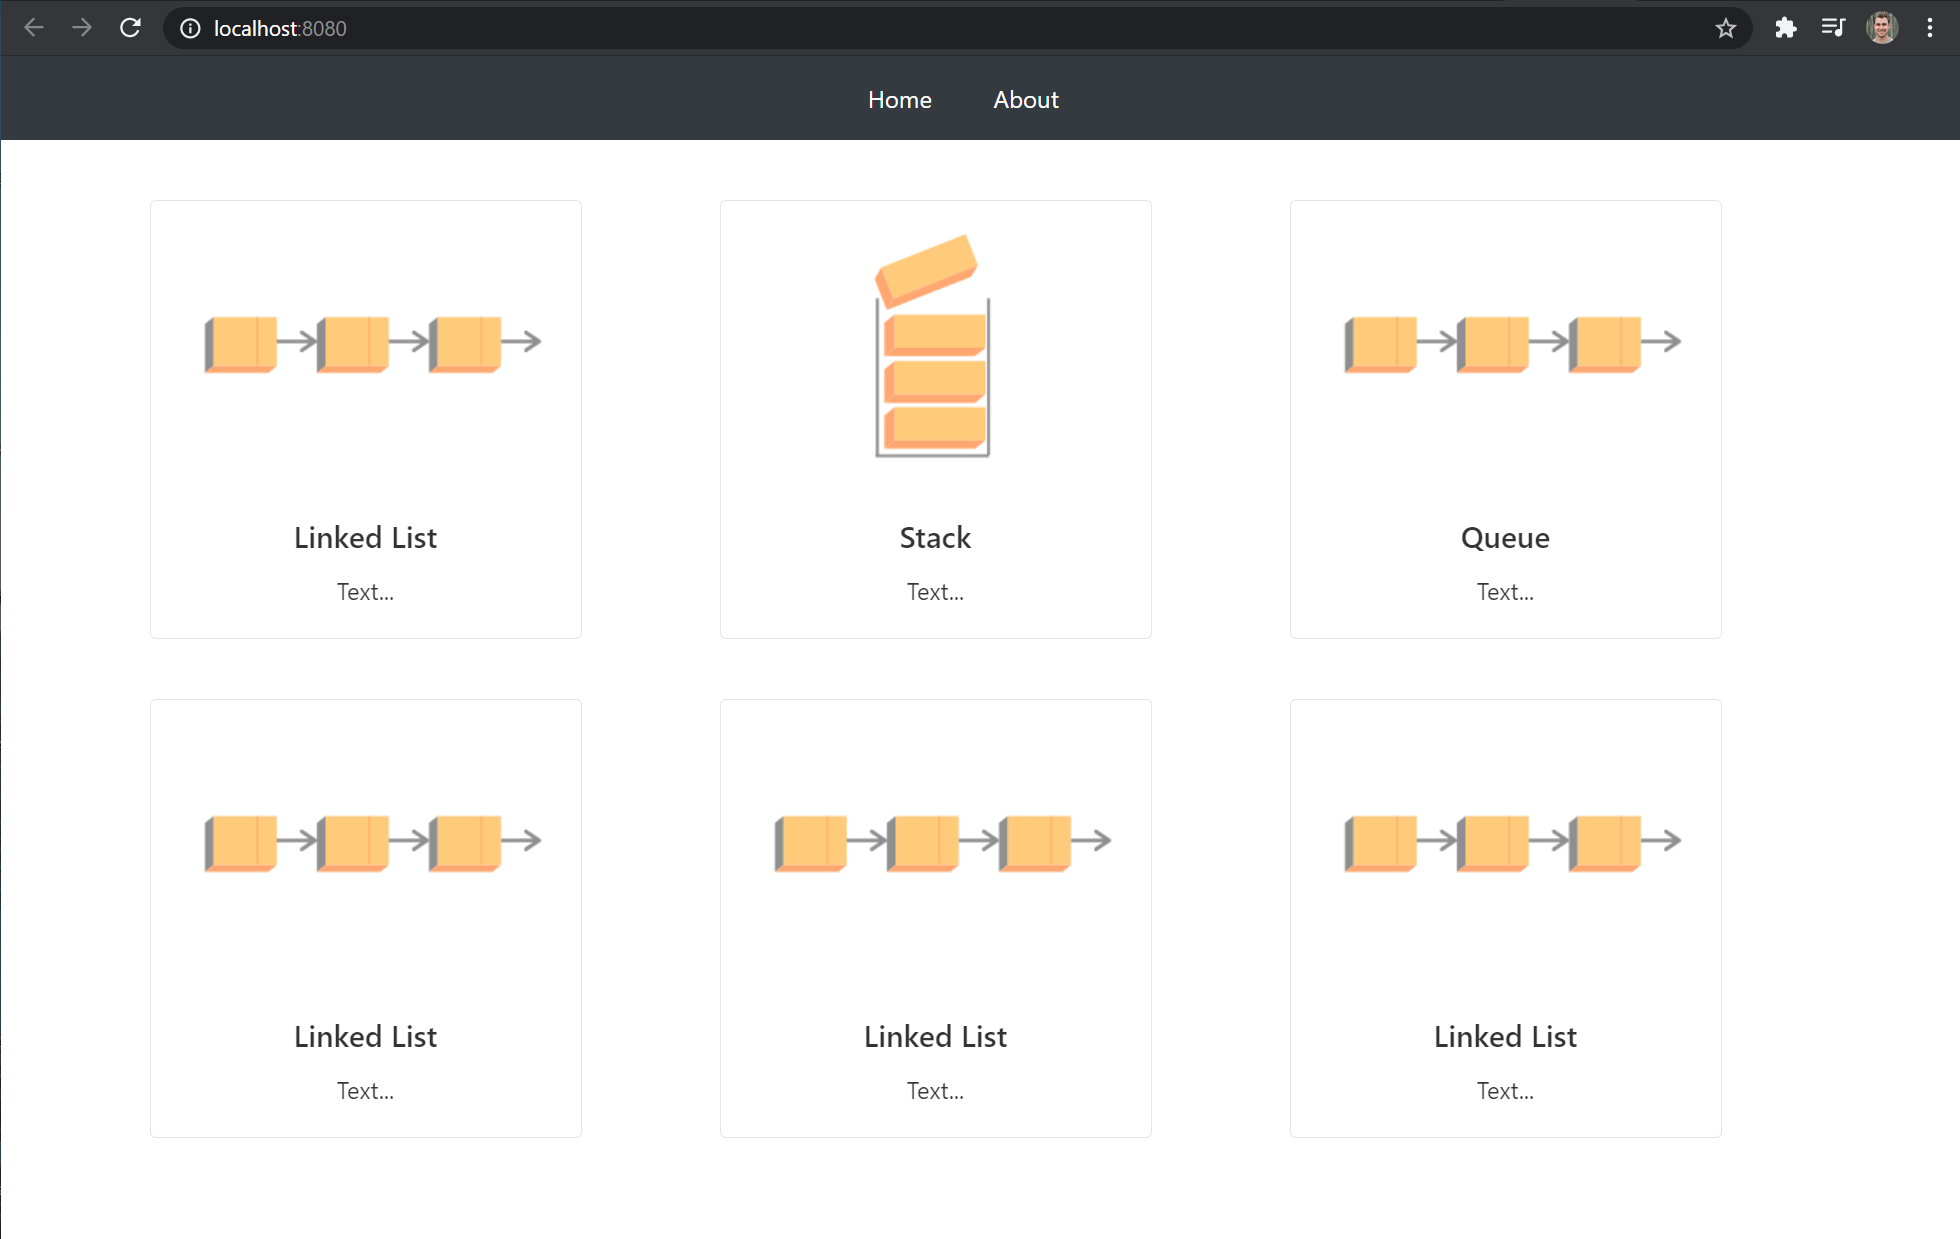 localhost:8080
Home About
Linked List Stack Queue
Text... Text... Text...
Linked List Linked List Linked List
Text... Text... Text...